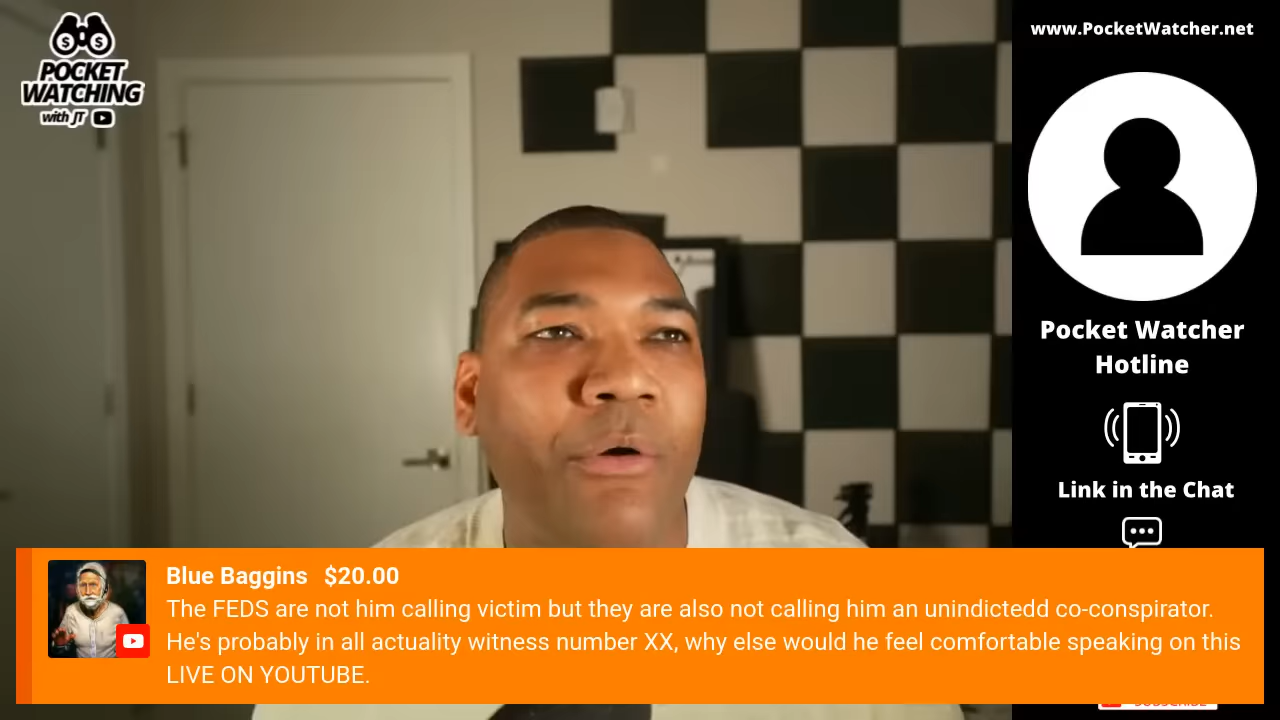 POCKET
WATCHING
with JT
www.PocketWatcher.net
Pocket Watcher
Hotline
Link in the Chat
Blue Baggins $20.00
The FEDS are not him calling victim but they are also not calling him an unindictedd co-conspirator.
He's probably in all actuality witness number XX, why else would he feel comfortable speaking on this
LIVE ON YOUTUBE.